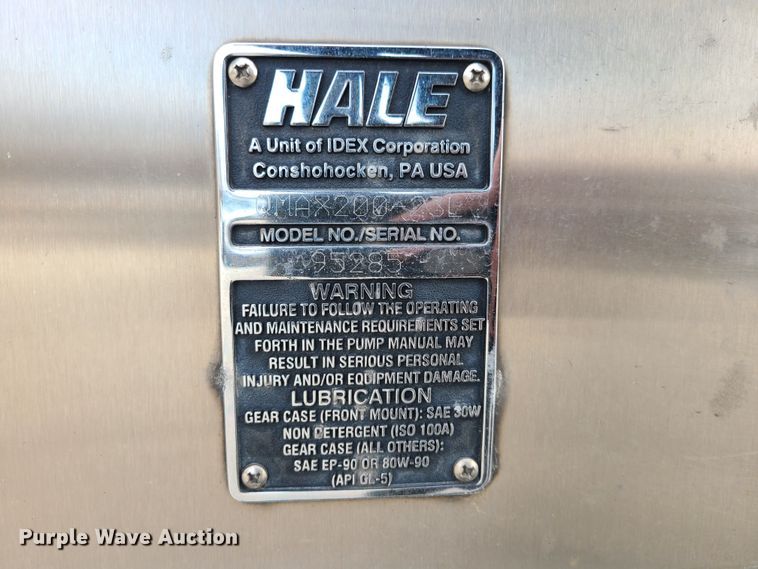 HALE
A Unit of IDEX Corporation
Conshohocken, PA USA
QMAX200-23L
MODEL NO./SERIAL NO.
95285
WARNING
FAILURE TO FOLLOW THE OPERATING
AND MAINTENANCE REQUIREMENTS SET
FORTH IN THE PUMP MANUAL MAY
RESULT IN SERIOUS PERSONAL
INJURY AND/OR EQUIPMENT DAMAGE.
LUBRICATION
GEAR CASE (FRONT MOUNT): SAE 30W
NON DETERGENT (ISO 100A)
GEAR CASE (ALL OTHERS):
SAE EP-90 OR 80W-90
(API GL-5)
Purple Wave Auction